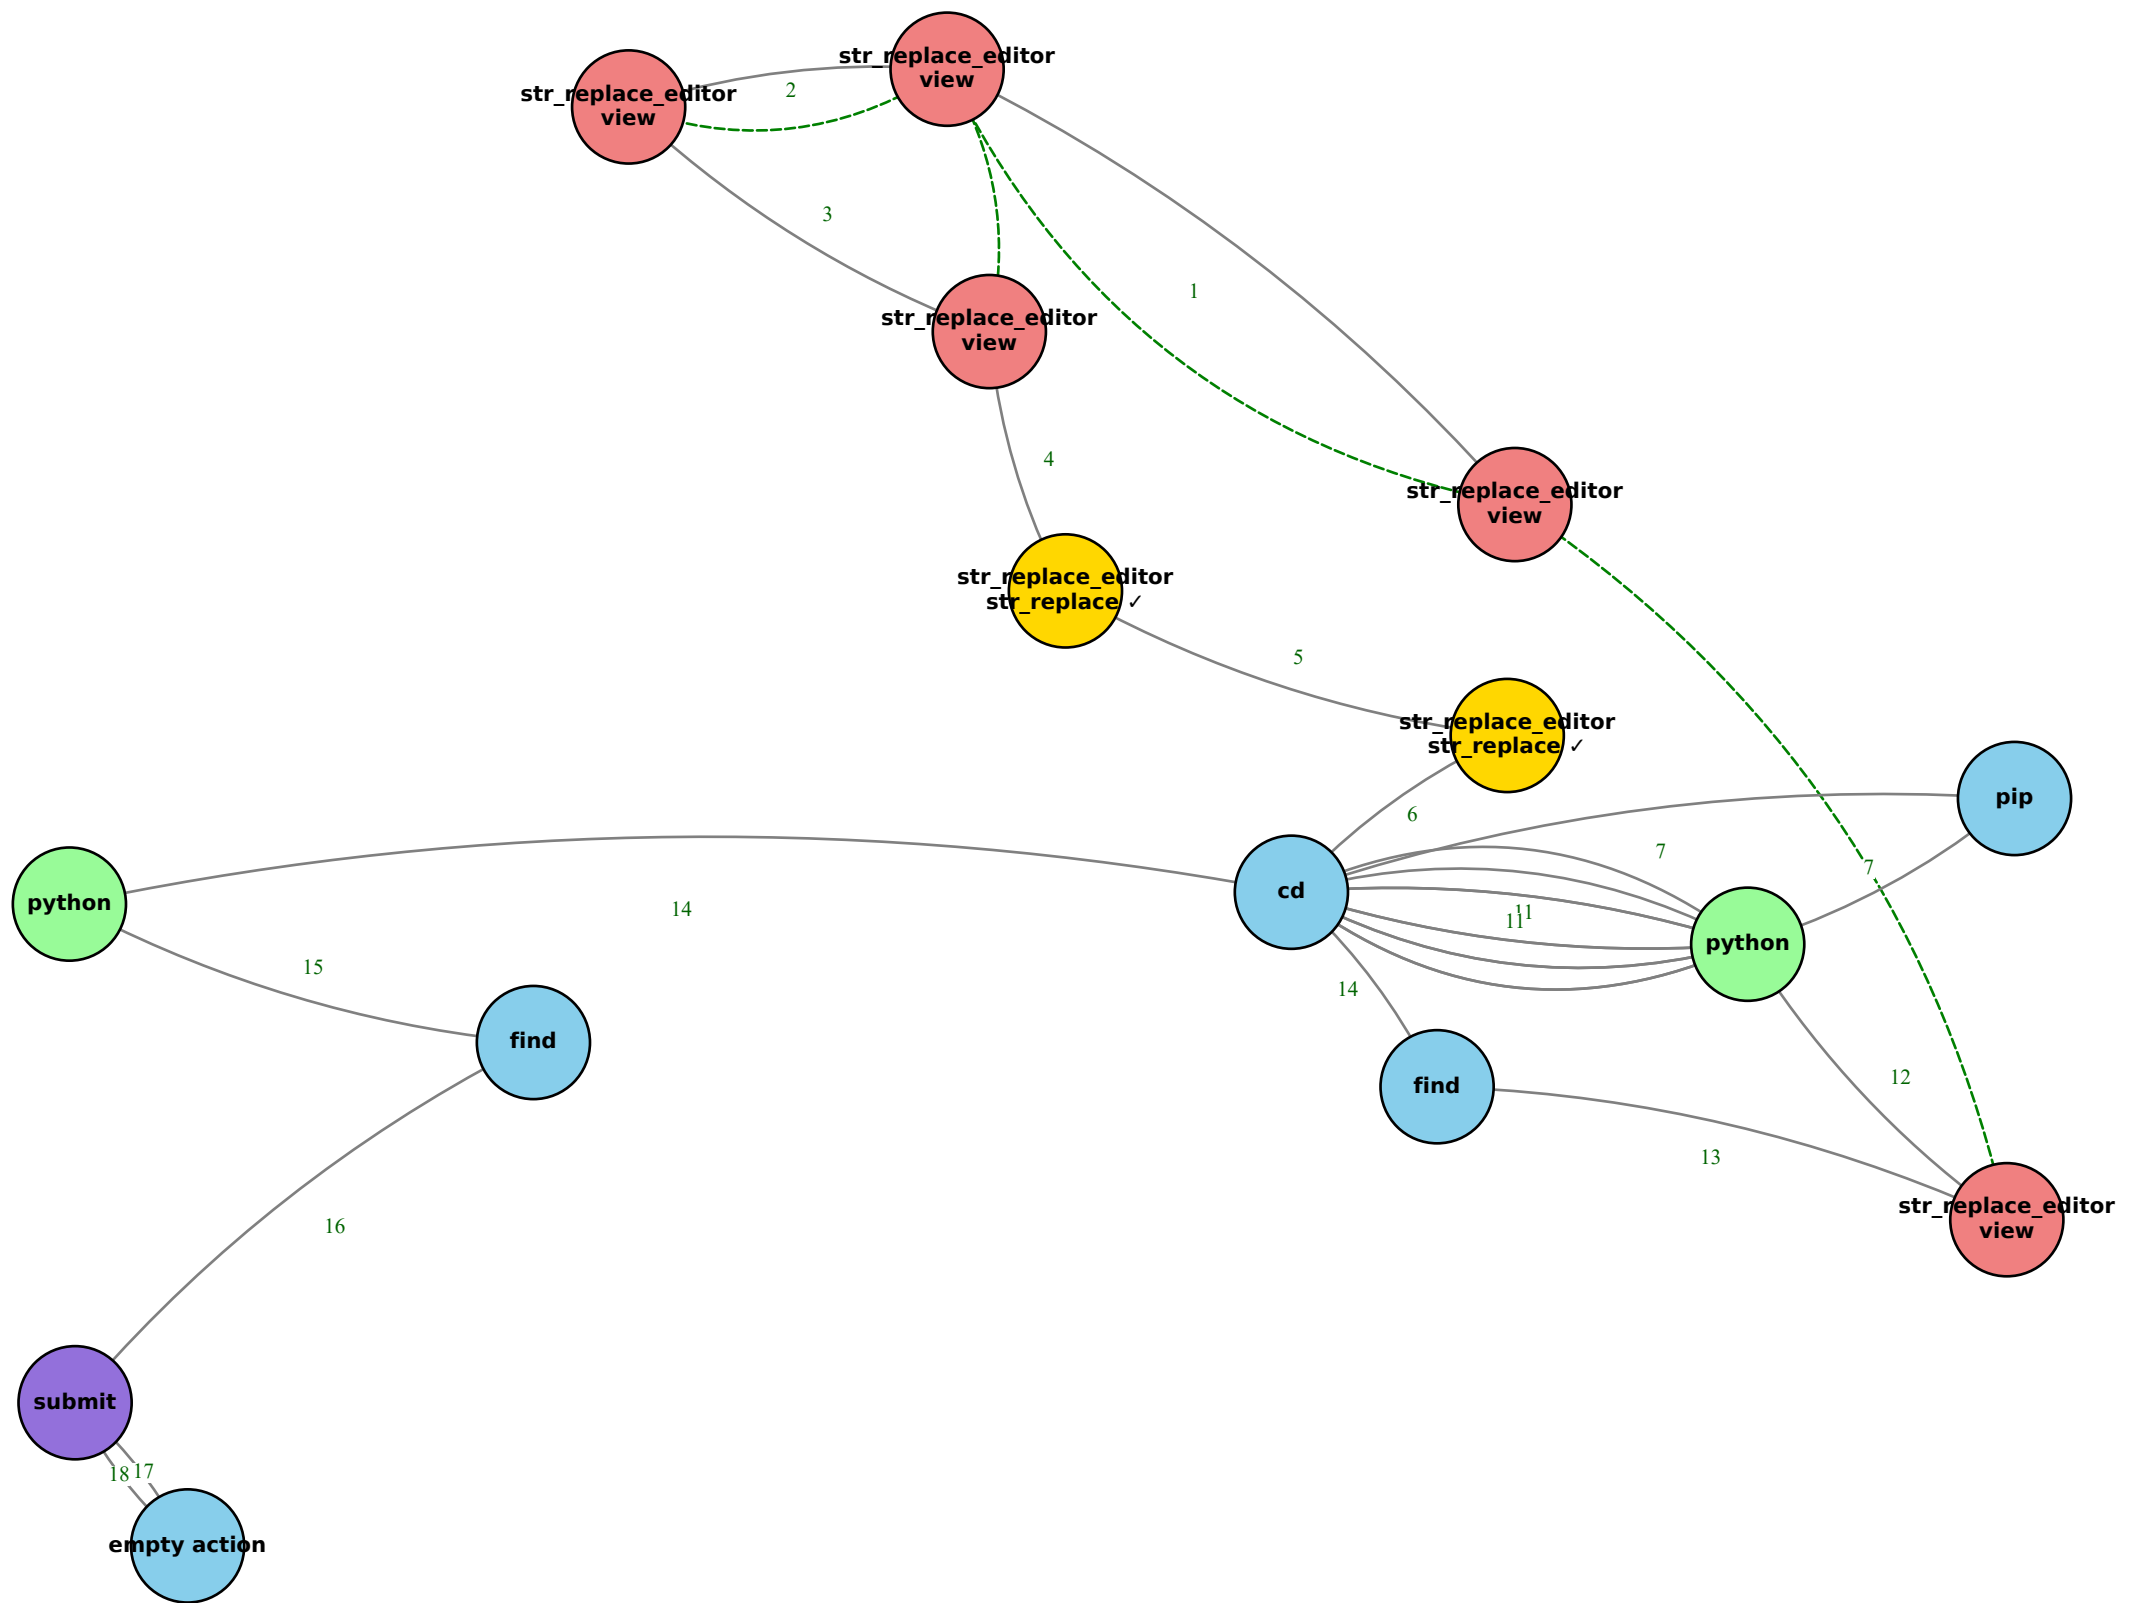 str_replace_editor
view
str_replace_editor
view
2
3
1
str_replace_editor
view
4
str_replace_editor
view
str_replace_editor
str_replace ✓
5
str_replace_editor
str_replace ✓
6
pip
7
7
cd
python
14
11
11
python
15
14
find
find
12
13
str_replace_editor
view
16
submit
18
17
empty action